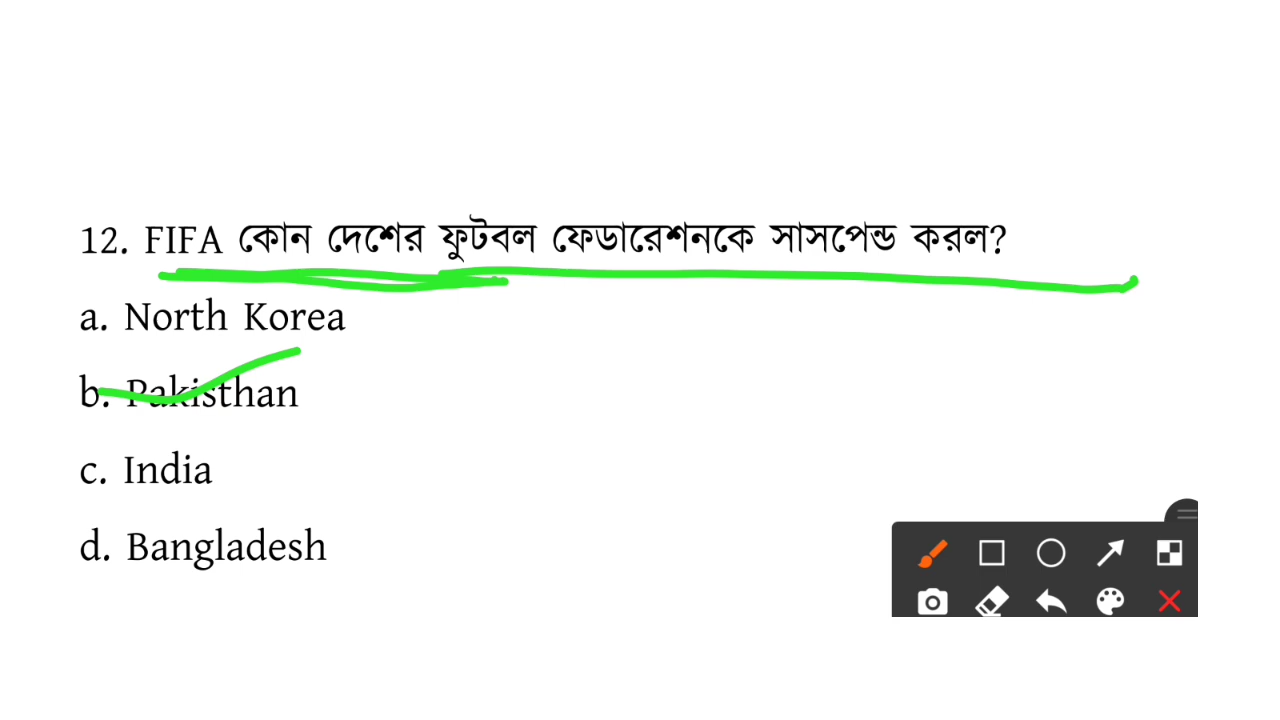 12. FIFA কোন দেশের ফুটবল ফেডারেশনকে সাসপেন্ড করল?
a. North Korea
b. Pakisthan
c. India
d. Bangladesh